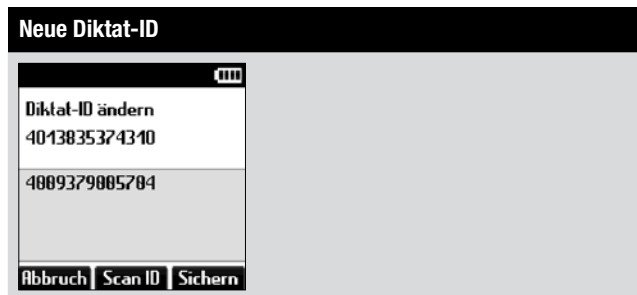 Neue Diktat-ID
Diktat-ID ändern
4013835374310
4009379005704
Abbruch
Scan ID
Sichern